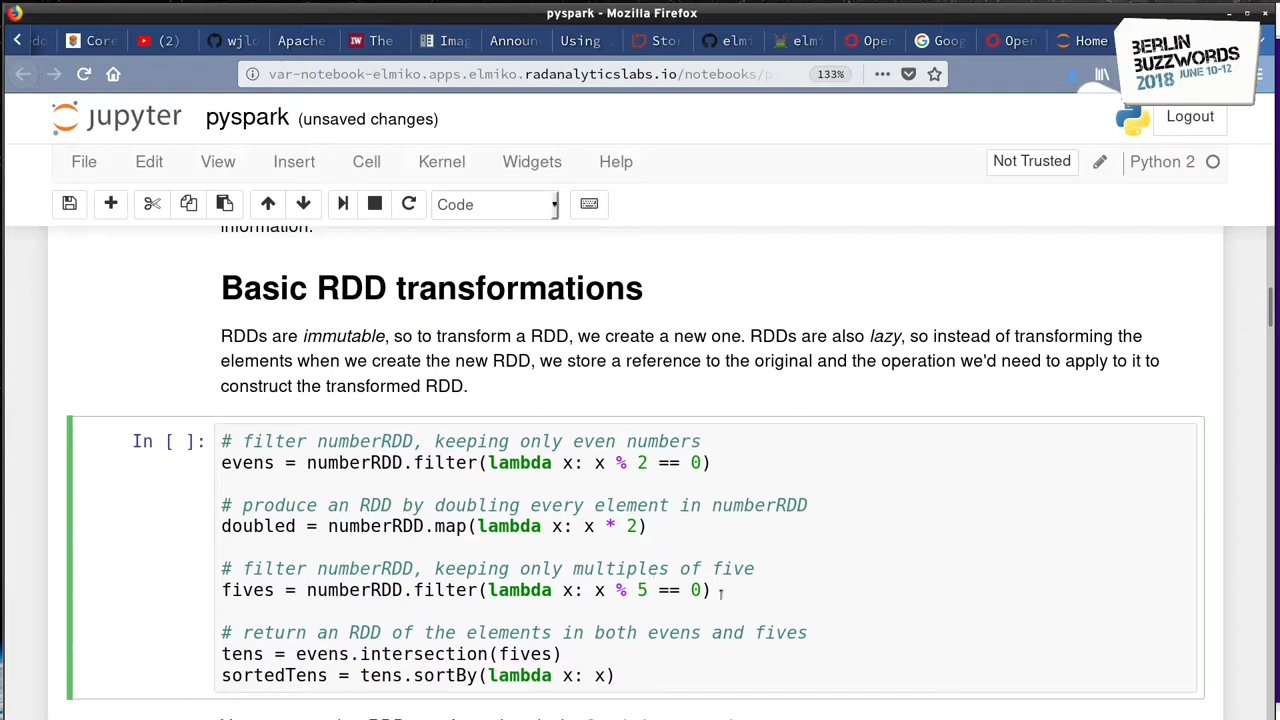 pyspark - Mozilla Firefox
Core
(2)
wjlo
Apache
The
Imag
Announ
Using
Stor
elmi
elmi
Open
Goog
Open
Home
BERLIN
BUZZWORDS
2018 JUNE 10-12
var-notebook-elmiko.apps.elmiko.radanalyticslabs.io/notebooks/p
133%
jupyter
pyspark (unsaved changes)
Logout
File Edit View Insert Cell Kernel Widgets Help
Not Trusted
Python 2
Code
information.
Basic RDD transformations
RDDs are immutable, so to transform a RDD, we create a new one. RDDs are also lazy, so instead of transforming the
elements when we create the new RDD, we store a reference to the original and the operation we'd need to apply to it to
construct the transformed RDD.
In [ ]:
# filter numberRDD, keeping only even numbers
evens = numberRDD.filter(lambda x: x % 2 == 0)
# produce an RDD by doubling every element in numberRDD
doubled = numberRDD.map(lambda x: x * 2)
# filter numberRDD, keeping only multiples of five
fives = numberRDD.filter(lambda x: x % 5 == 0)
# return an RDD of the elements in both evens and fives
tens = evens.intersection(fives)
sortedTens = tens.sortBy(lambda x: x)